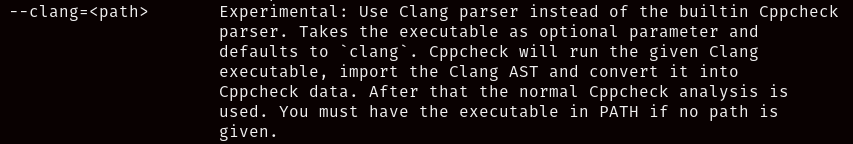 --clang=<path> Experimental: Use Clang parser instead of the builtin Cppcheck
parser. Takes the executable as optional parameter and
defaults to `clang`. Cppcheck will run the given Clang
executable, import the Clang AST and convert it into
Cppcheck data. After that the normal Cppcheck analysis is
used. You must have the executable in PATH if no path is
given.